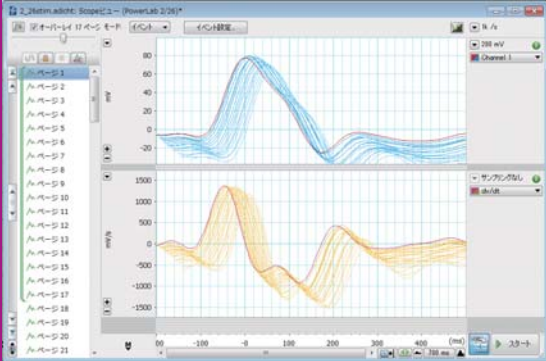 2_26stim.adicht: Scopeビュー (PowerLab 2/26)*
オーバーレイ 17 ページ モード: イベント イベント設定...
1k /s
200 mV
Channel 1
ページ 1
ページ 2
ページ 3
ページ 4
ページ 5
ページ 6
ページ 7
ページ 8
ページ 9
ページ 10
ページ 11
ページ 12
ページ 13
ページ 14
ページ 15
ページ 16
ページ 17
ページ 18
ページ 19
ページ 20
ページ 21
80
60
40
20
0
-20
mV
サンプリングなし
dv/dt
1500
1000
500
0
-500
-1000
-1500
mV/s
00 -100 -0 100 200 300 400 (ms)
700 ms
スタート